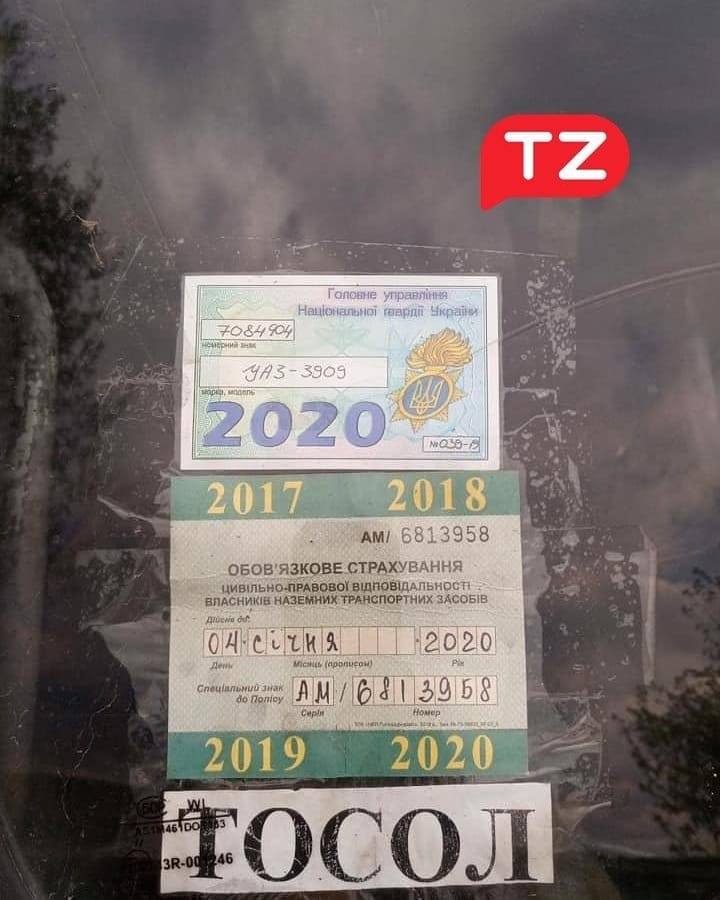 TZ
Головне управління
Національної гвардії України
7084904
номерний знак
УАЗ-3909
марка, модель
2020
№039-19
2017 2018
АМ/ 6813958
ОБОВ'ЯЗКОВЕ СТРАХУВАННЯ
ЦИВІЛЬНО-ПРАВОВОЇ ВІДПОВІДАЛЬНОСТІ
ВЛАСНИКІВ НАЗЕМНИХ ТРАНСПОРТНИХ ЗАСОБІВ
Дійсне до:
04 січня 2020
День Місяць (прописом) Рік
Спеціальний знак
до Полісу
АМ/6813958
Серія Номер
2019 2020
ТОСОЛ